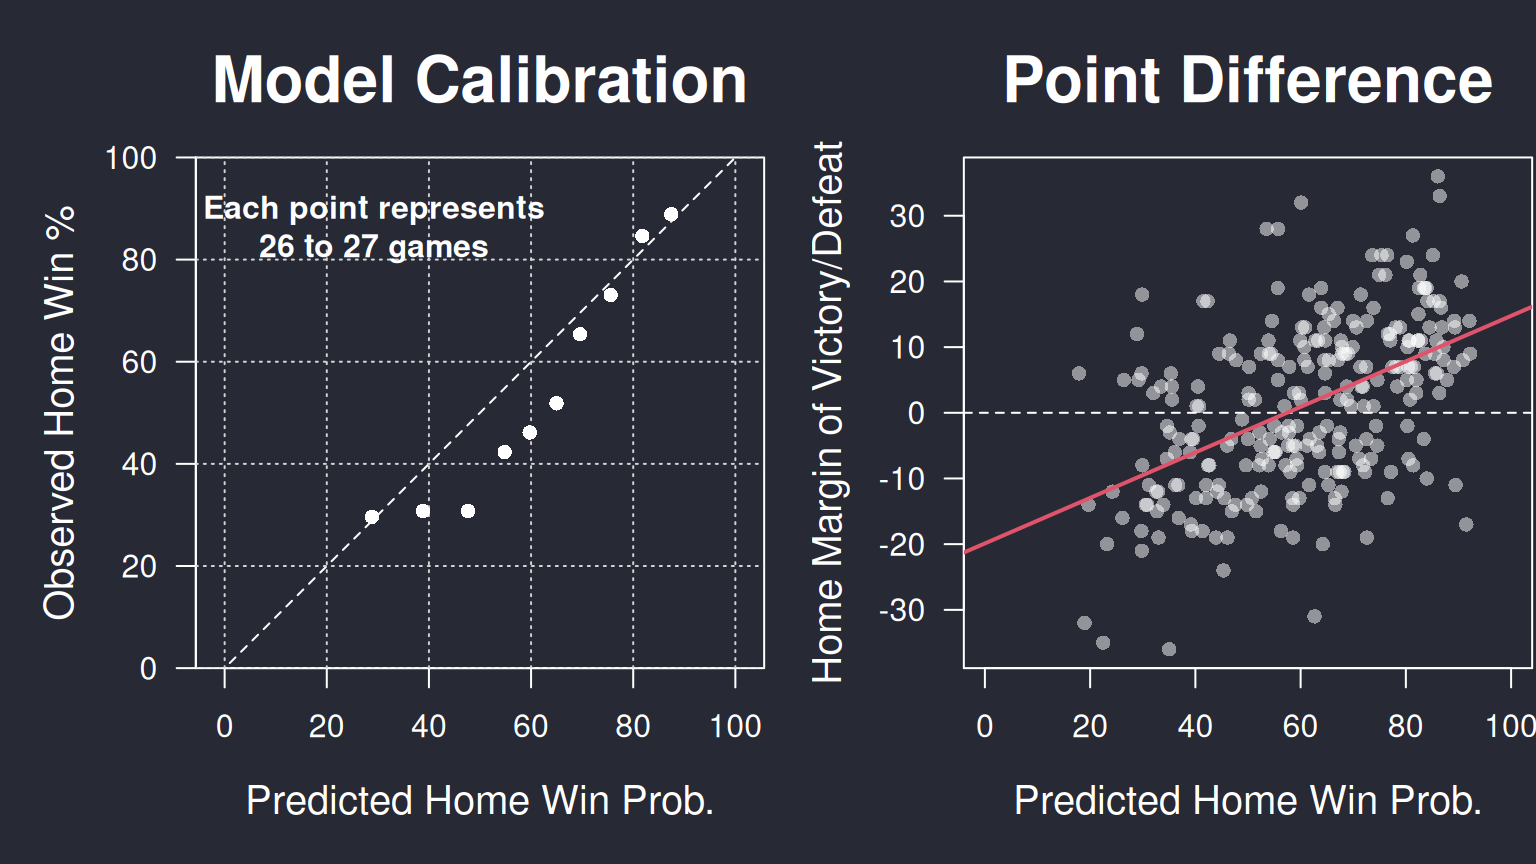 Model Calibration
Observed Home Win %
100
80
60
40
20
0
Each point represents
26 to 27 games
0 20 40 60 80 100
Predicted Home Win Prob.
Point Difference
Home Margin of Victory/Defeat
30
20
10
0
-10
-20
-30
0 20 40 60 80 100
Predicted Home Win Prob.